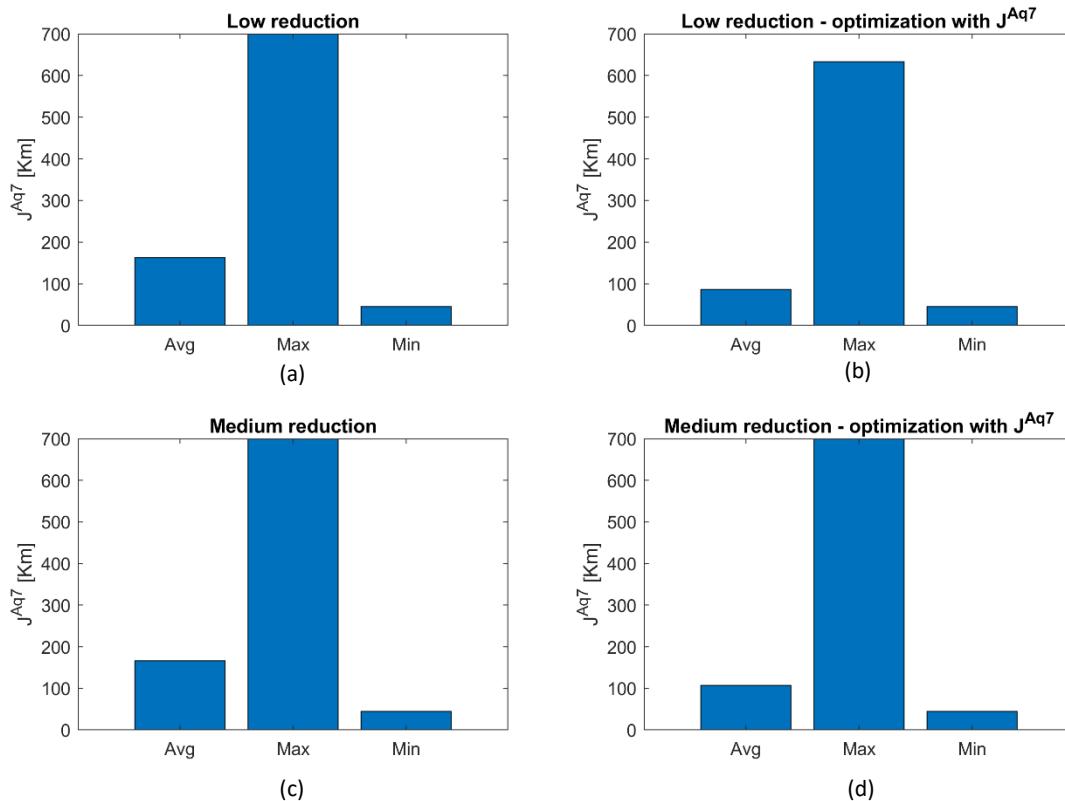 Low reduction
700
600
500
400
300
200
100
0
J^Aq7 [Km]
Avg Max Min
(a)
Low reduction - optimization with J^Aq7
700
600
500
400
300
200
100
0
J^Aq7 [Km]
Avg Max Min
(b)
Medium reduction
700
600
500
400
300
200
100
0
J^Aq7 [Km]
Avg Max Min
(c)
Medium reduction - optimization with J^Aq7
700
600
500
400
300
200
100
0
J^Aq7 [Km]
Avg Max Min
(d)